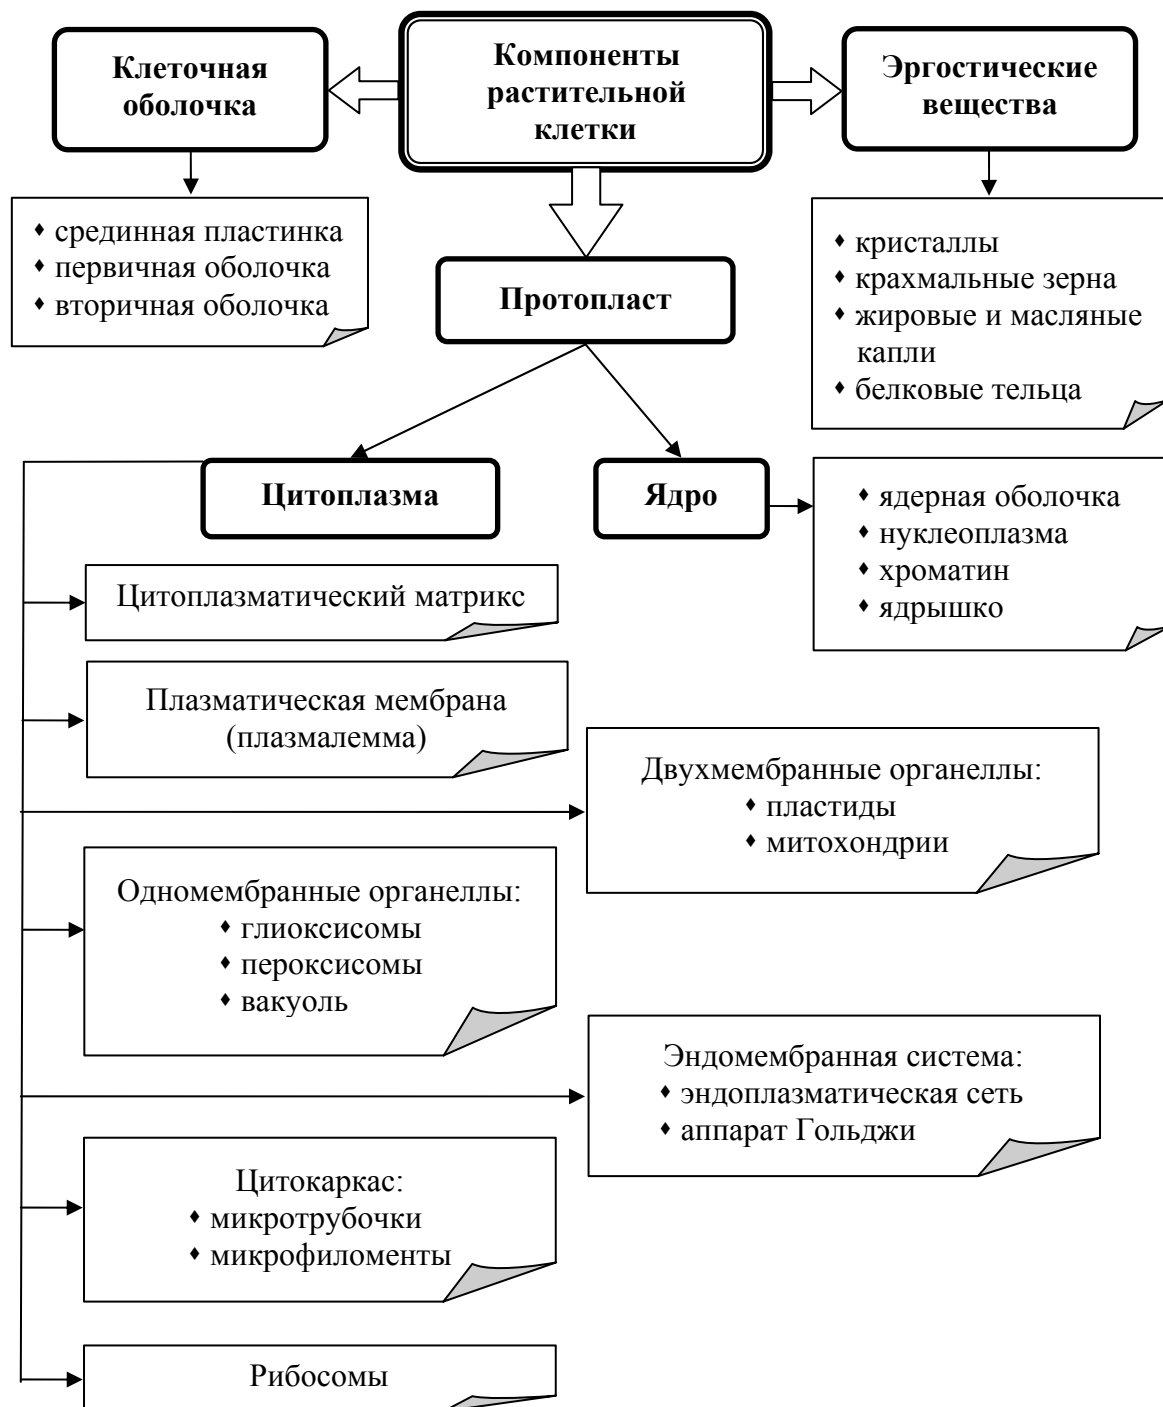 Компоненты
растительной
клетки
Клеточная
оболочка
Эргостические
вещества
♦ срединная пластинка
♦ первичная оболочка
♦ вторичная оболочка
♦ кристаллы
♦ крахмальные зерна
♦ жировые и масляные
капли
♦ белковые тельца
Протопласт
Цитоплазма
Ядро
♦ ядерная оболочка
♦ нуклеоплазма
♦ хроматин
♦ ядрышко
Цитоплазматический матрикс
Плазматическая мембрана
(плазмалемма)
Двухмембранные органеллы:
♦ пластиды
♦ митохондрии
Одномембранные органеллы:
♦ глиоксисомы
♦ пероксисомы
♦ вакуоль
Эндомембранная система:
♦ эндоплазматическая сеть
♦ аппарат Гольджи
Цитокаркас:
♦ микротрубочки
♦ микрофиломенты
Рибосомы